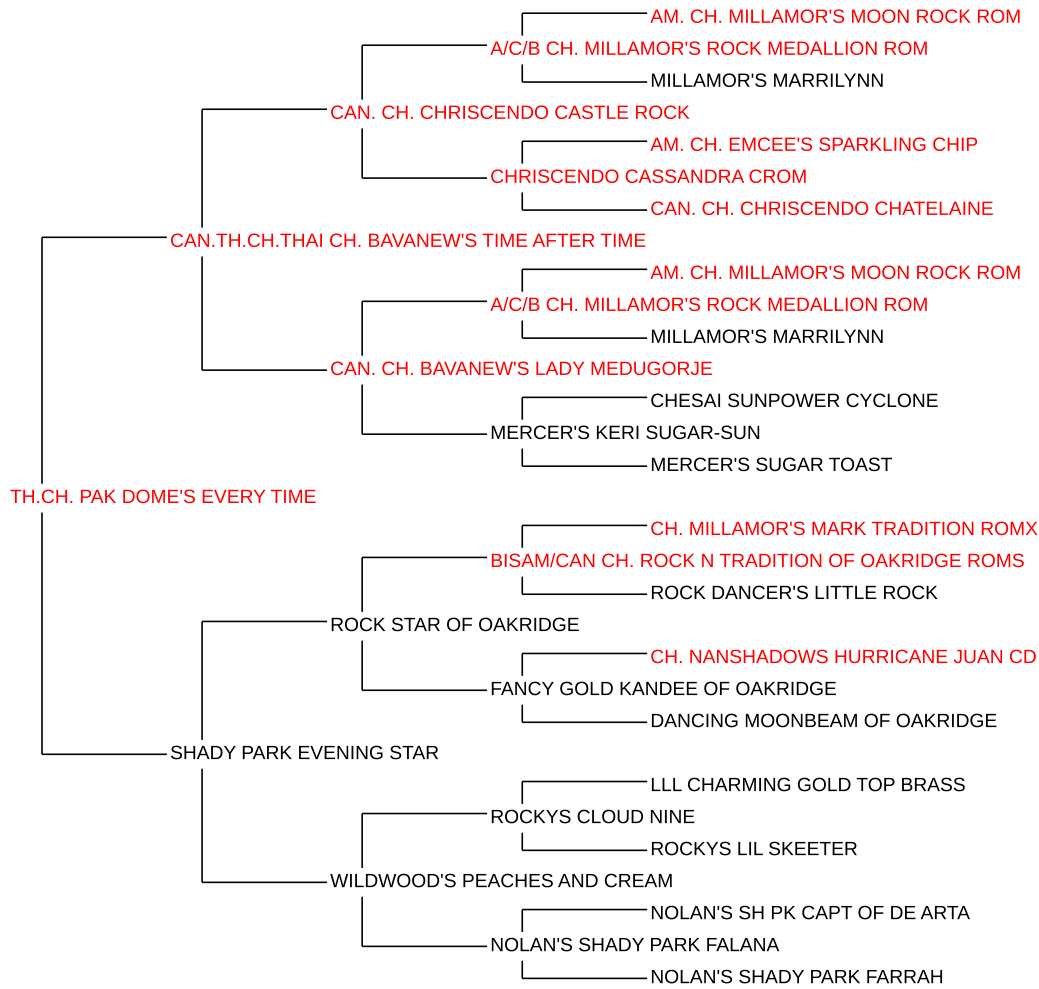 AM. CH. MILLAMOR'S MOON ROCK ROM
A/C/B CH. MILLAMOR'S ROCK MEDALLION ROM
MILLAMOR'S MARRILYNN
CAN. CH. CHRISCENDO CASTLE ROCK
AM. CH. EMCEE'S SPARKLING CHIP
CHRISCENDO CASSANDRA CROM
CAN. CH. CHRISCENDO CHATELAINE
CAN.TH.CH.THAI CH. BAVANEW'S TIME AFTER TIME
AM. CH. MILLAMOR'S MOON ROCK ROM
A/C/B CH. MILLAMOR'S ROCK MEDALLION ROM
MILLAMOR'S MARRILYNN
CAN. CH. BAVANEW'S LADY MEDUGORJE
CHESAI SUNPOWER CYCLONE
MERCER'S KERI SUGAR-SUN
MERCER'S SUGAR TOAST
TH.CH. PAK DOME'S EVERY TIME
CH. MILLAMOR'S MARK TRADITION ROMX
BISAM/CAN CH. ROCK N TRADITION OF OAKRIDGE ROMS
ROCK DANCER'S LITTLE ROCK
ROCK STAR OF OAKRIDGE
CH. NANSHADOWS HURRICANE JUAN CD
FANCY GOLD KANDEE OF OAKRIDGE
DANCING MOONBEAM OF OAKRIDGE
SHADY PARK EVENING STAR
LLL CHARMING GOLD TOP BRASS
ROCKYS CLOUD NINE
ROCKYS LIL SKEETER
WILDWOOD'S PEACHES AND CREAM
NOLAN'S SH PK CAPT OF DE ARTA
NOLAN'S SHADY PARK FALANA
NOLAN'S SHADY PARK FARRAH